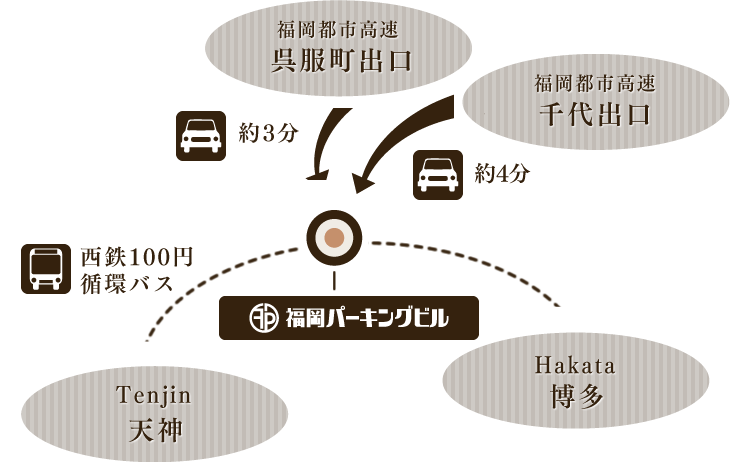 福岡都市高速
呉服町出口
福岡都市高速
千代出口
約3分
約4分
西鉄100円
循環バス
福岡パーキングビル
Hakata
博多
Tenjin
天神